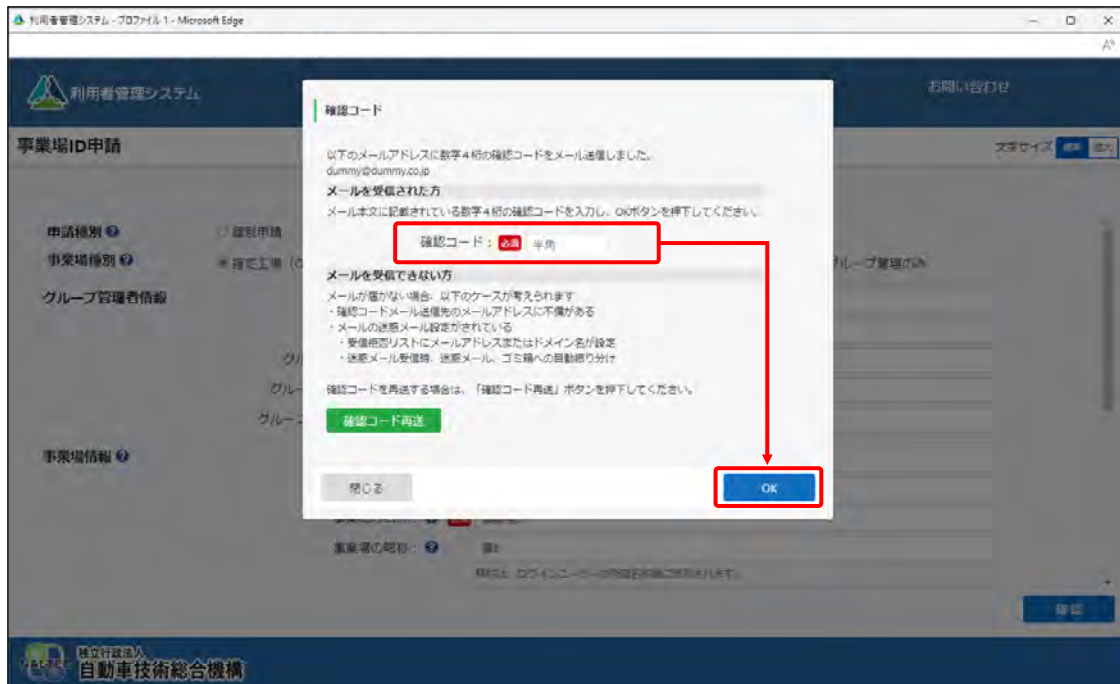 利用者管理システム - プロファイル 1 - Microsoft Edge
利用者管理システム
お問い合わせ
事業場ID申請
文字サイズ 標準 拡大
確認コード
以下のメールアドレスに数字４桁の確認コードをメール送信しました。
dummy@dummy.co.jp
メールを受信された方
メール本文に記載されている数字４桁の確認コードを入力し、OKボタンを押下してください。
確認コード： 必須 半角
メールを受信できない方
メールが届かない場合、以下のケースが考えられます
・確認コードメール送信先のメールアドレスに不備がある
・メールの迷惑メール設定がされている
・受信拒否リストにメールアドレスまたはドメイン名が設定
・迷惑メール受信時、迷惑メール、ゴミ箱への自動振り分け
確認コードを再送する場合は、「確認コード再送」ボタンを押下してください。
確認コード再送
閉じる
OK
申請種別
個別申請
事業場種別
指定工場
グループ管理のみ
グループ管理者情報
事業場情報
事業場の略称：
確認
独立行政法人
自動車技術総合機構
NALTEC